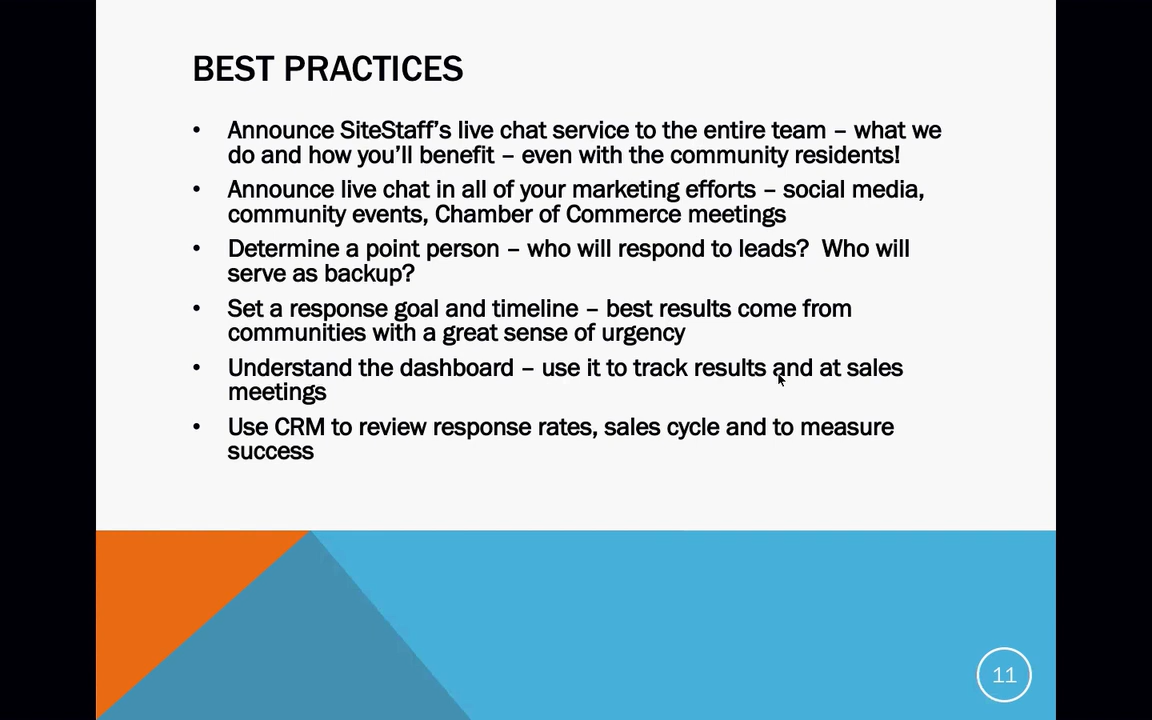 BEST PRACTICES
• Announce SiteStaff’s live chat service to the entire team – what we
do and how you’ll benefit – even with the community residents!
• Announce live chat in all of your marketing efforts – social media,
community events, Chamber of Commerce meetings
• Determine a point person – who will respond to leads?  Who will
serve as backup?
• Set a response goal and timeline – best results come from
communities with a great sense of urgency
• Understand the dashboard – use it to track results and at sales
meetings
• Use CRM to review response rates, sales cycle and to measure
success
11